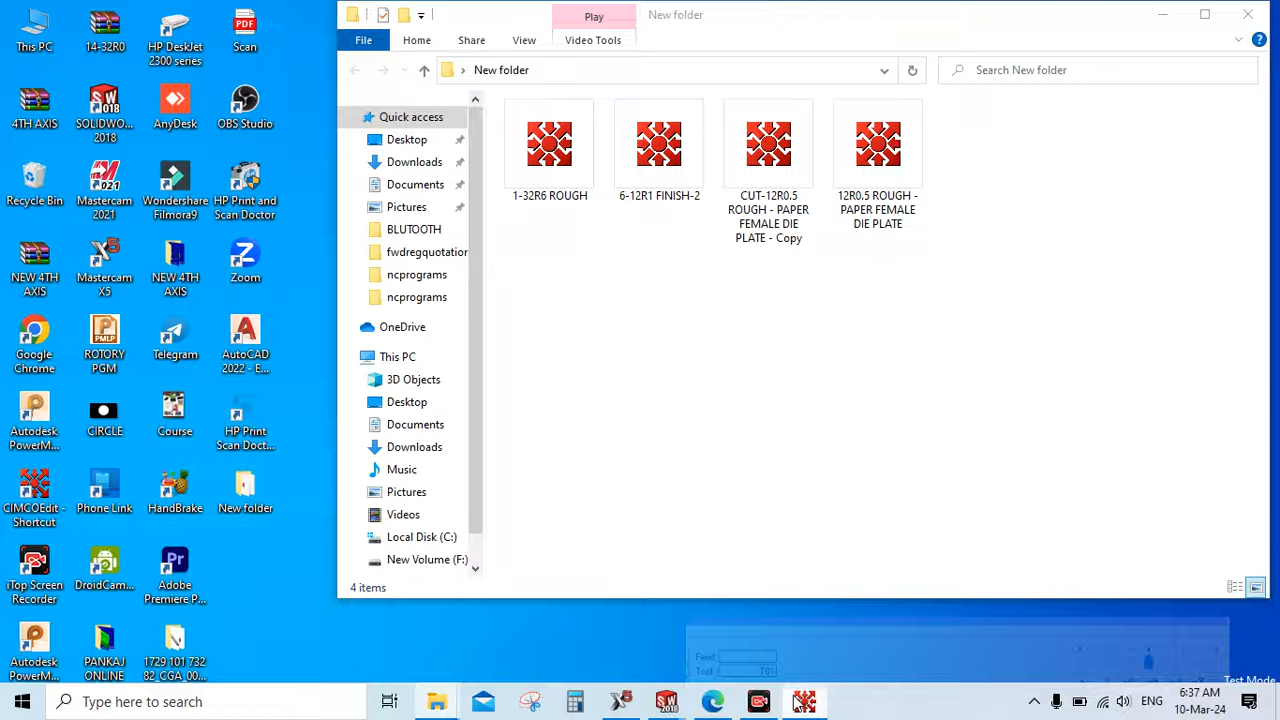 This PC
14-32R0
HP DeskJet
2300 series
Scan
4TH AXIS
SOLIDWO...
2018
AnyDesk
OBS Studio
Recycle Bin
Mastercam
2021
Wondershare
Filmora9
HP Print and
Scan Doctor
NEW 4TH
AXIS
Mastercam
X5
NEW 4TH
AXIS
Zoom
Google
Chrome
ROTORY
PGM
Telegram
AutoCAD
2022 - E...
Autodesk
PowerM...
CIRCLE
Course
HP Print
Scan Doct...
CIMCOEdit -
Shortcut
Phone Link
HandBrake
New folder
iTop Screen
Recorder
DroidCam...
Adobe
Premiere P...
Autodesk
PowerM...
PANKAJ
ONLINE
1729 101 732
82_CGA_00...
Play
New folder
File
Home
Share
View
Video Tools
New folder
Search New folder
Quick access
Desktop
Downloads
Documents
Pictures
BLUTOOTH
fwdregquotation
ncprograms
ncprograms
OneDrive
This PC
3D Objects
Desktop
Documents
Downloads
Music
Pictures
Videos
Local Disk (C:)
New Volume (F:)
1-32R6 ROUGH
6-12R1 FINISH-2
CUT-12R0.5
ROUGH - PAPER
FEMALE DIE
PLATE - Copy
12R0.5 ROUGH -
PAPER FEMALE
DIE PLATE
4 items
Feed
Tool
T01
Test Mode
Type here to search
ENG
6:37 AM
10-Mar-24